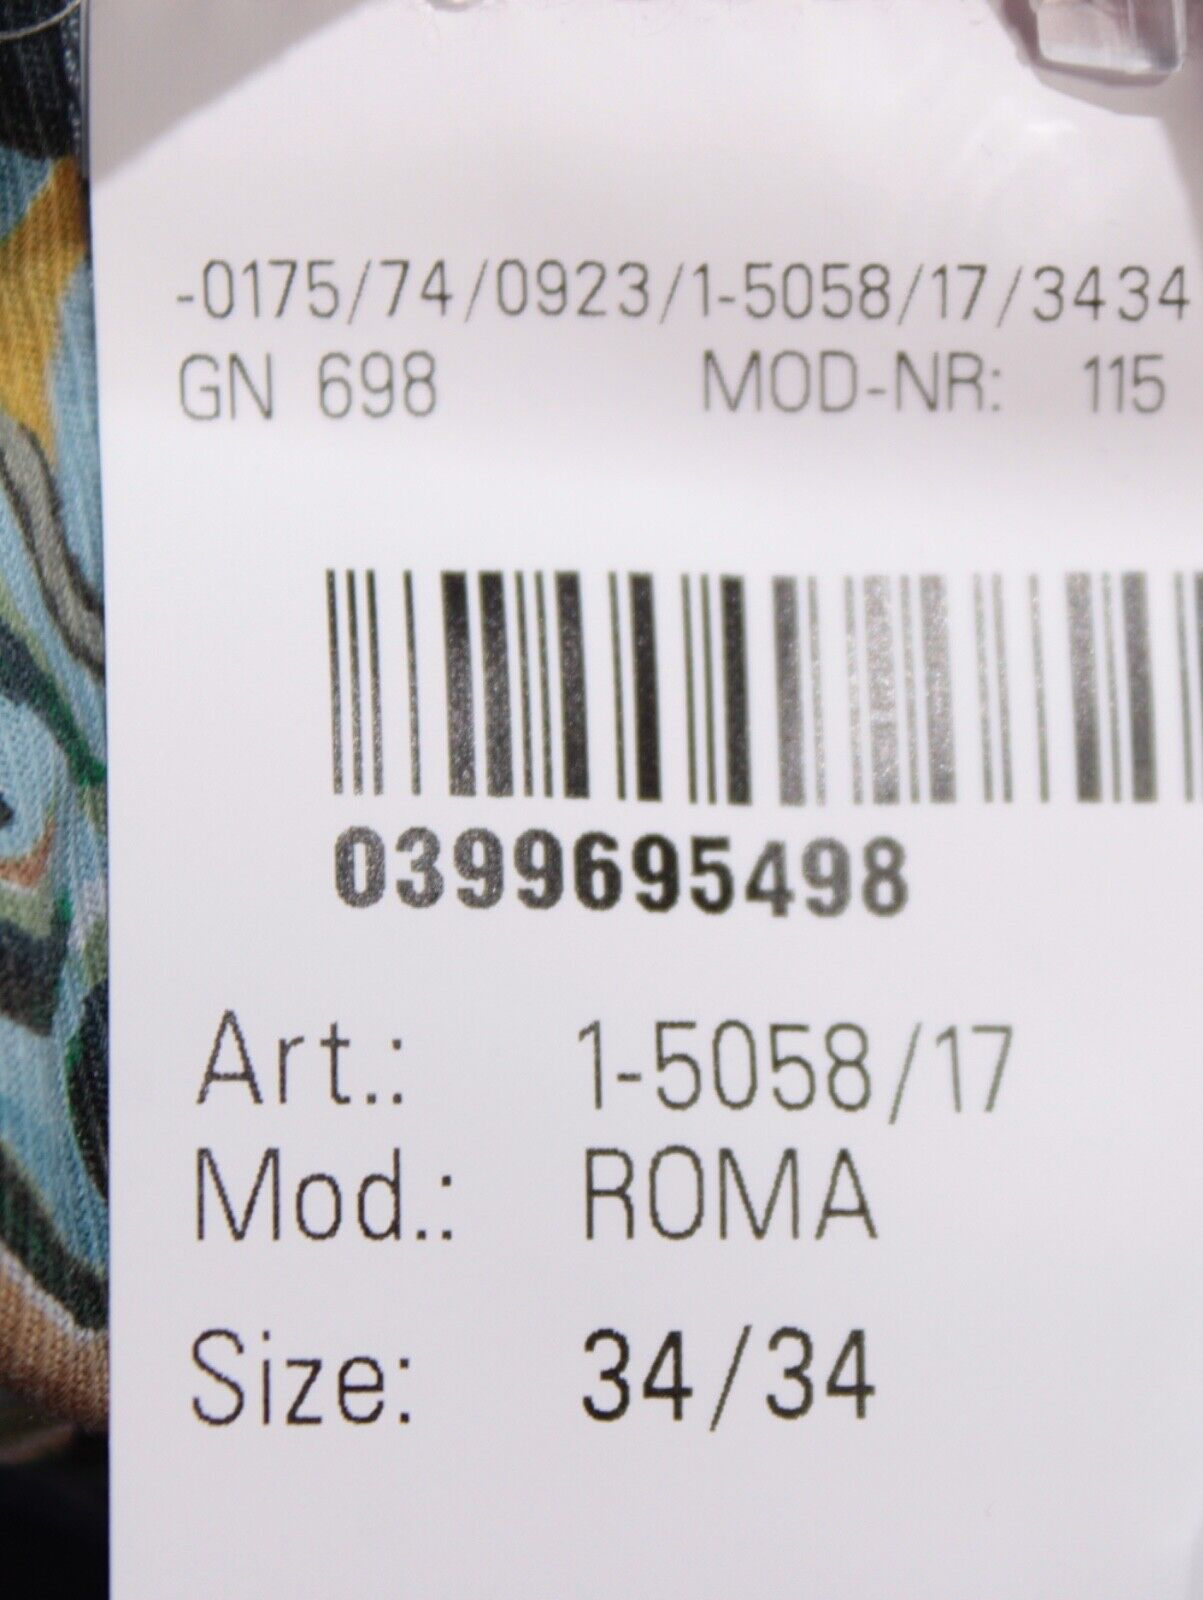 -0175/74/0923/1-5058/17/3434
GN 698 MOD-NR: 115
0399695498
Art.: 1-5058/17
Mod.: ROMA
Size: 34/34